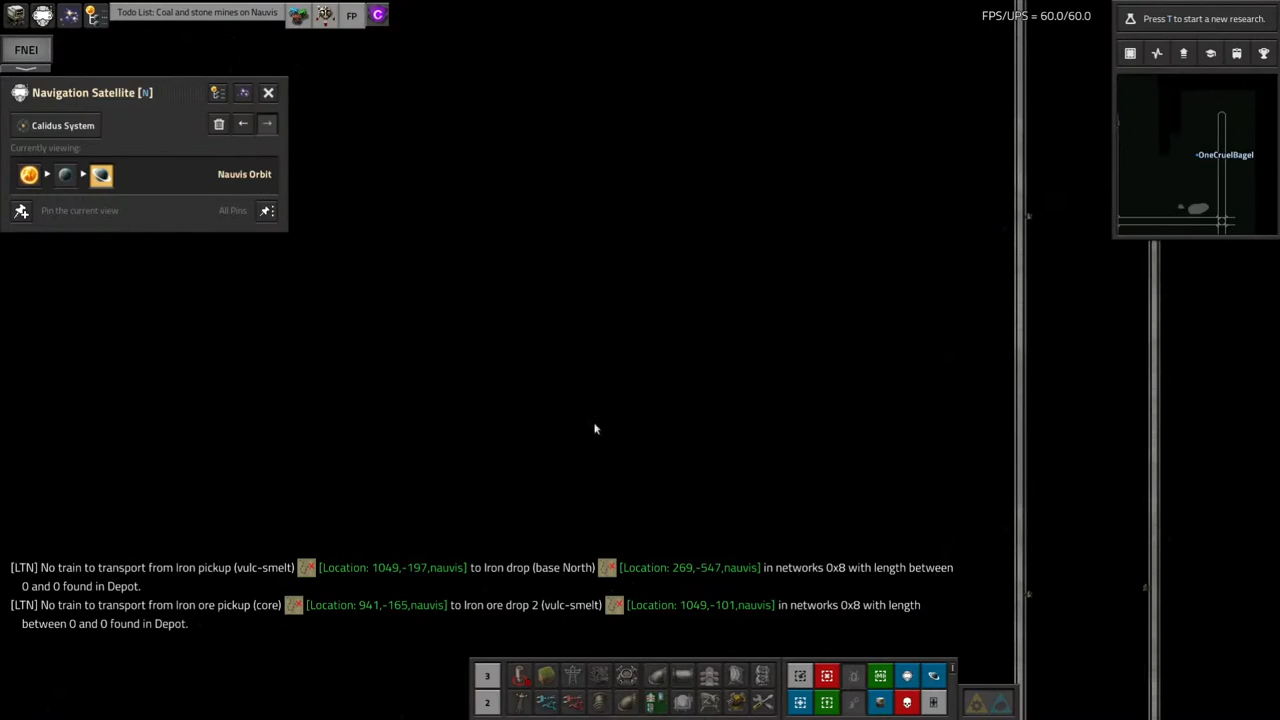 Todo List: Coal and stone mines on Nauvis
FP
FPS/UPS = 60.0/60.0
Press T to start a new research.
FNEI
Navigation Satellite [N]
Calidus System
Currently viewing:
Nauvis Orbit
Pin the current view.
All Pins
OneCruelBagel
[LTN] No train to transport from Iron pickup (vulc-smelt) [Location: 1049,-197,nauvis] to Iron drop (base North) [Location: 269,-547,nauvis] in networks 0x8 with length between
0 and 0 found in Depot.
[LTN] No train to transport from Iron ore pickup (core) [Location: 941,-165,nauvis] to Iron ore drop 2 (vulc-smelt) [Location: 1049,-101,nauvis] in networks 0x8 with length
between 0 and 0 found in Depot.
3
2